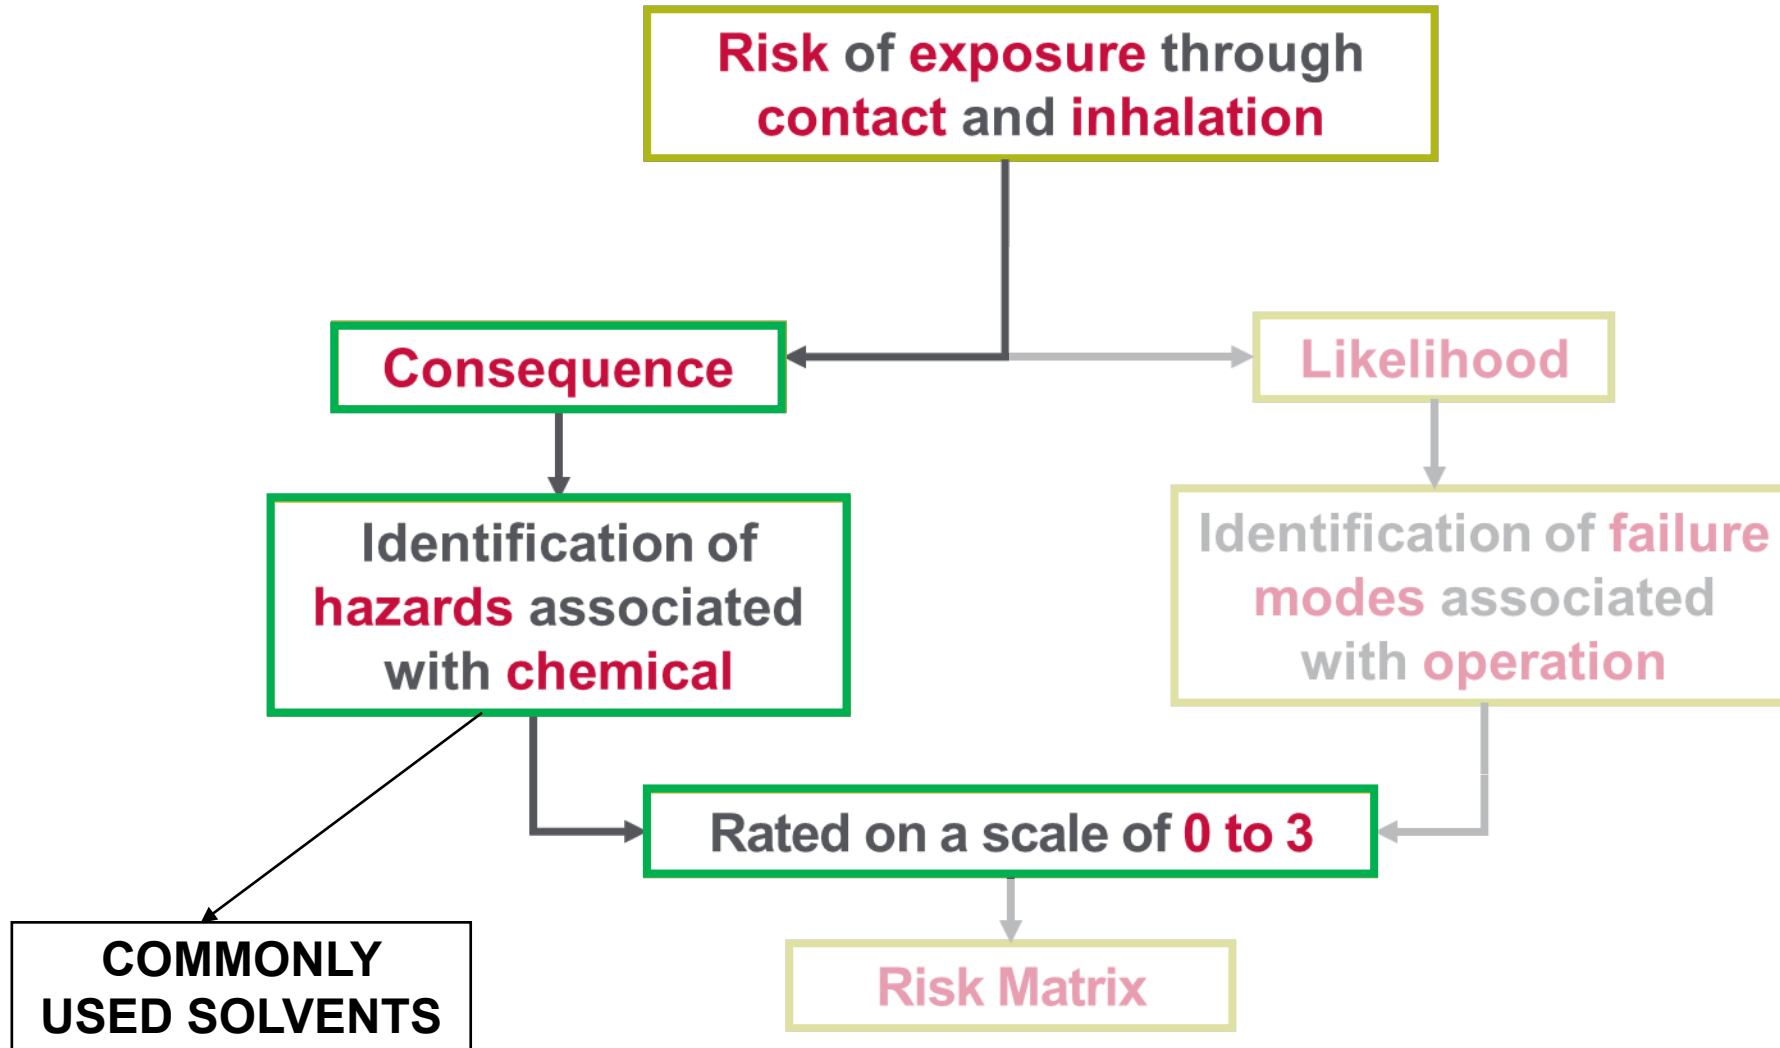 Risk of exposure through
contact and inhalation
Consequence
Likelihood
Identification of
hazards associated
with chemical
Identification of failure
modes associated
with operation
Rated on a scale of 0 to 3
Risk Matrix
COMMONLY
USED SOLVENTS